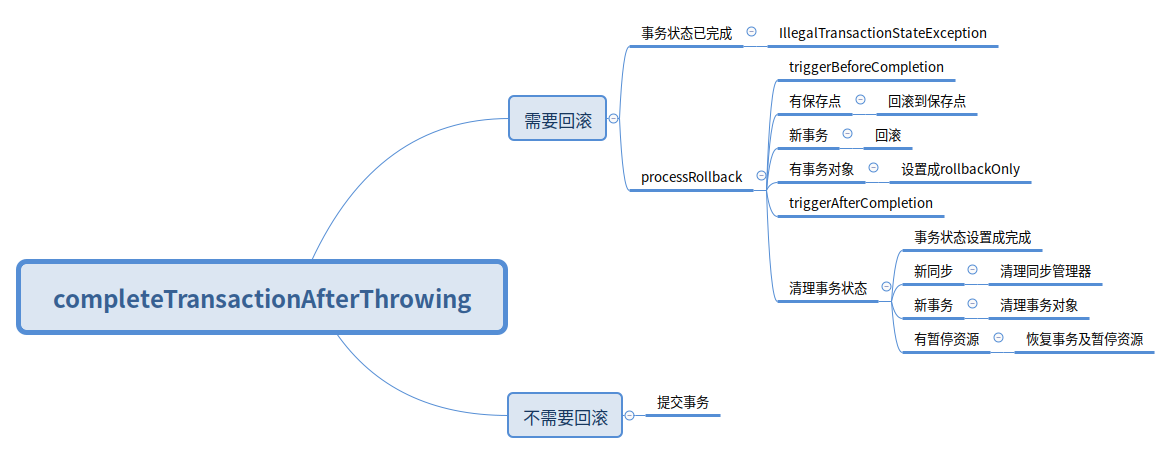 completeTransactionAfterThrowing
需要回滚
事务状态已完成
IllegalTransactionStateException
processRollback
triggerBeforeCompletion
有保存点
回滚到保存点
新事务
回滚
有事务对象
设置成rollbackOnly
triggerAfterCompletion
清理事务状态
事务状态设置成完成
新同步
清理同步管理器
新事务
清理事务对象
有暂停资源
恢复事务及暂停资源
不需要回滚
提交事务